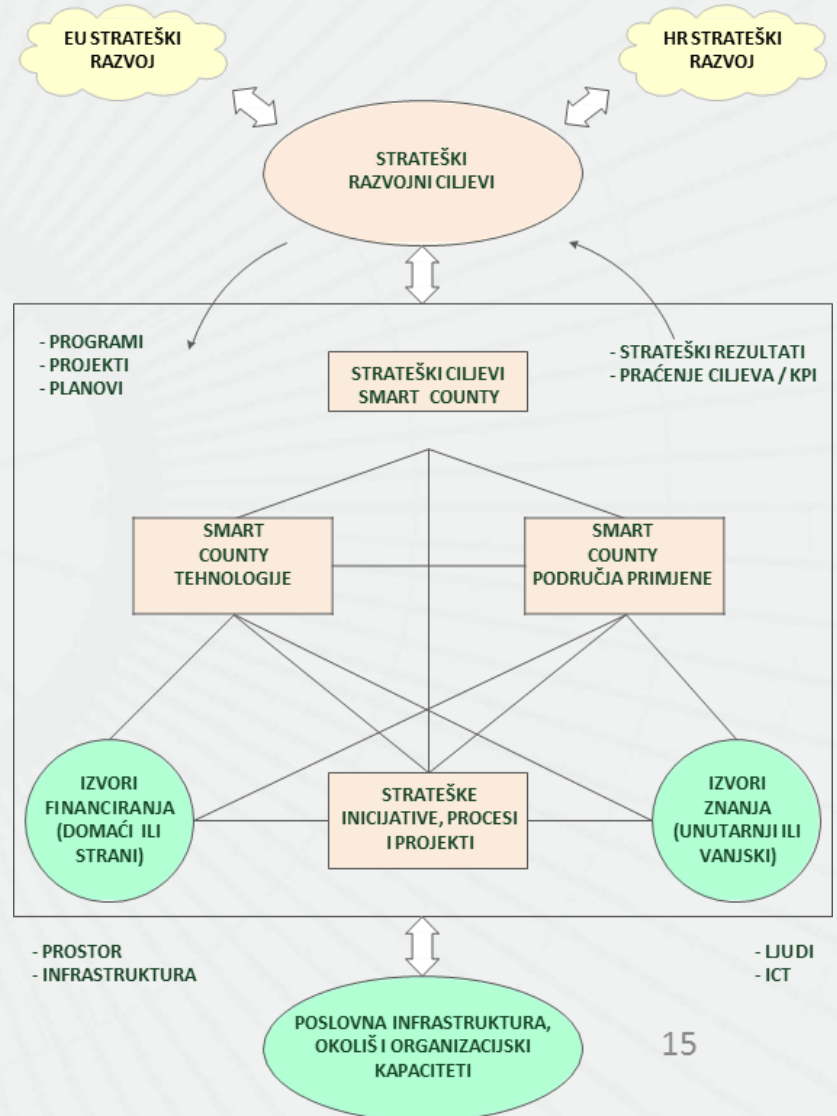 EU STRATEŠKI
RAZVOJ
HR STRATEŠKI
RAZVOJ
STRATEŠKI
RAZVOJNI CILJEVI
- PROGRAMI
- PROJEKTI
- PLANOVI
- STRATEŠKI REZULTATI
- PRAĆENJE CILJEVA / KPI
STRATEŠKI CILJEVI
SMART COUNTY
SMART
COUNTY
TEHNOLOGIJE
SMART
COUNTY
PODRUČJA PRIMJENE
IZVORI
FINANCIRANJA
(DOMAĆI ILI
STRANI)
STRATEŠKE
INICIJATIVE, PROCESI
I PROJEKTI
IZVORI
ZNANJA
(UNUTARNJI ILI
VANJSKI)
- PROSTOR
- INFRASTRUKTURA
- LJUDI
- ICT
POSLOVNA INFRASTRUKTURA,
OKOLIŠ I ORGANIZACIJSKI
KAPACITETI
15